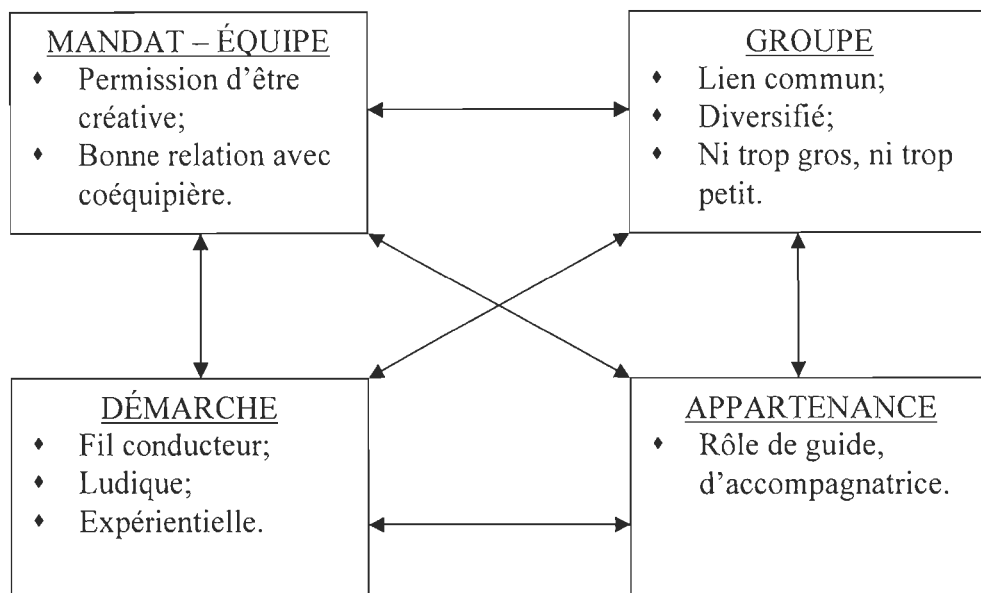 MANDAT – ÉQUIPE
♦ Permission d'être
créative;
♦ Bonne relation avec
coéquipière.
GROUPE
♦ Lien commun;
♦ Diversifié;
♦ Ni trop gros, ni trop
petit.
DÉMARCHE
♦ Fil conducteur;
♦ Ludique;
♦ Expérientielle.
APPARTENANCE
♦ Rôle de guide,
d'accompagnatrice.